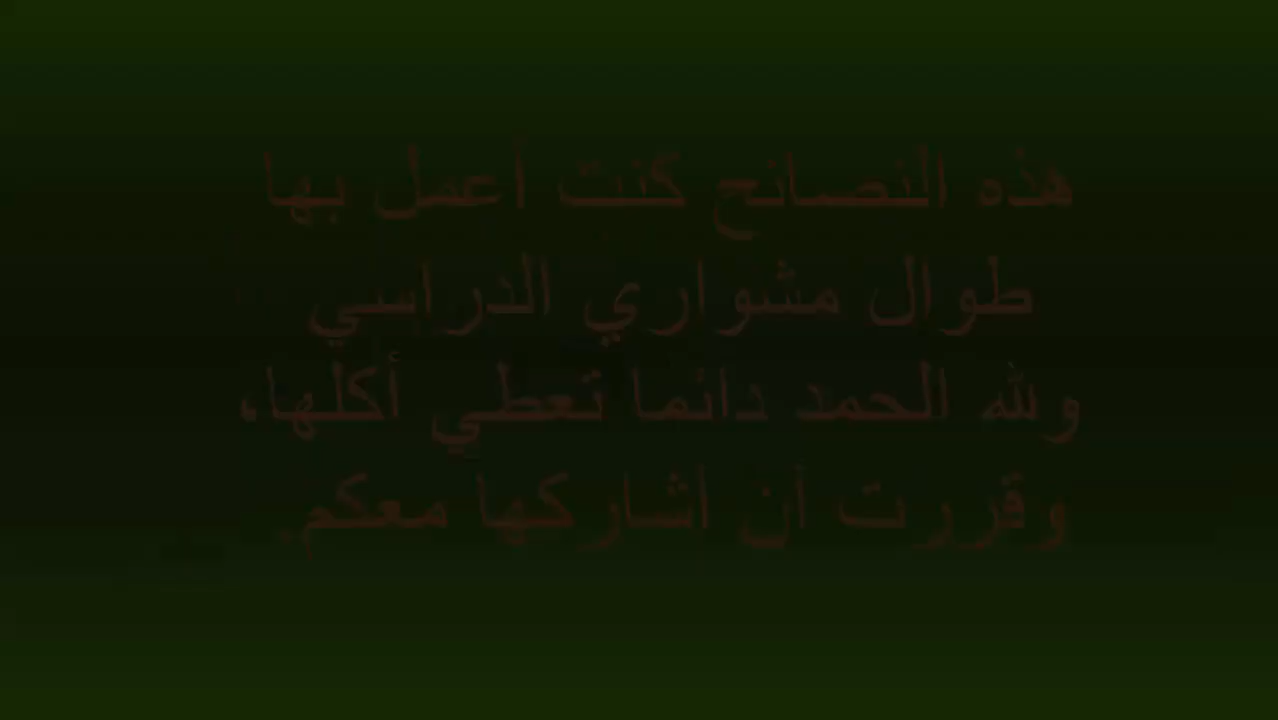 هذه النصائح كنت أعمل بها
طوال مشواري الدراسي
ولله الحمد دائما تعطي أكلها،
وقررت أن أشاركها معكم.